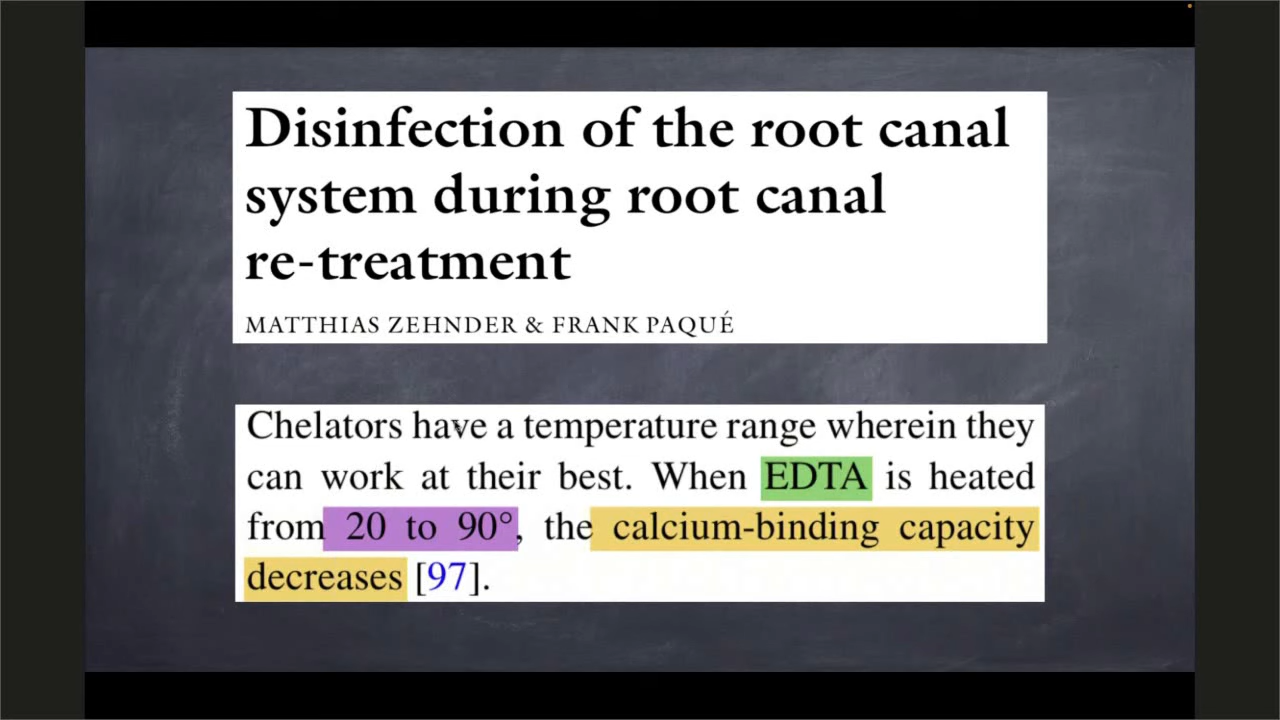 Disinfection of the root canal
system during root canal
re-treatment
MATTHIAS ZEHNDER & FRANK PAQUÉ
Chelators have a temperature range wherein they
can work at their best. When EDTA is heated
from 20 to 90°, the calcium-binding capacity
decreases [97].